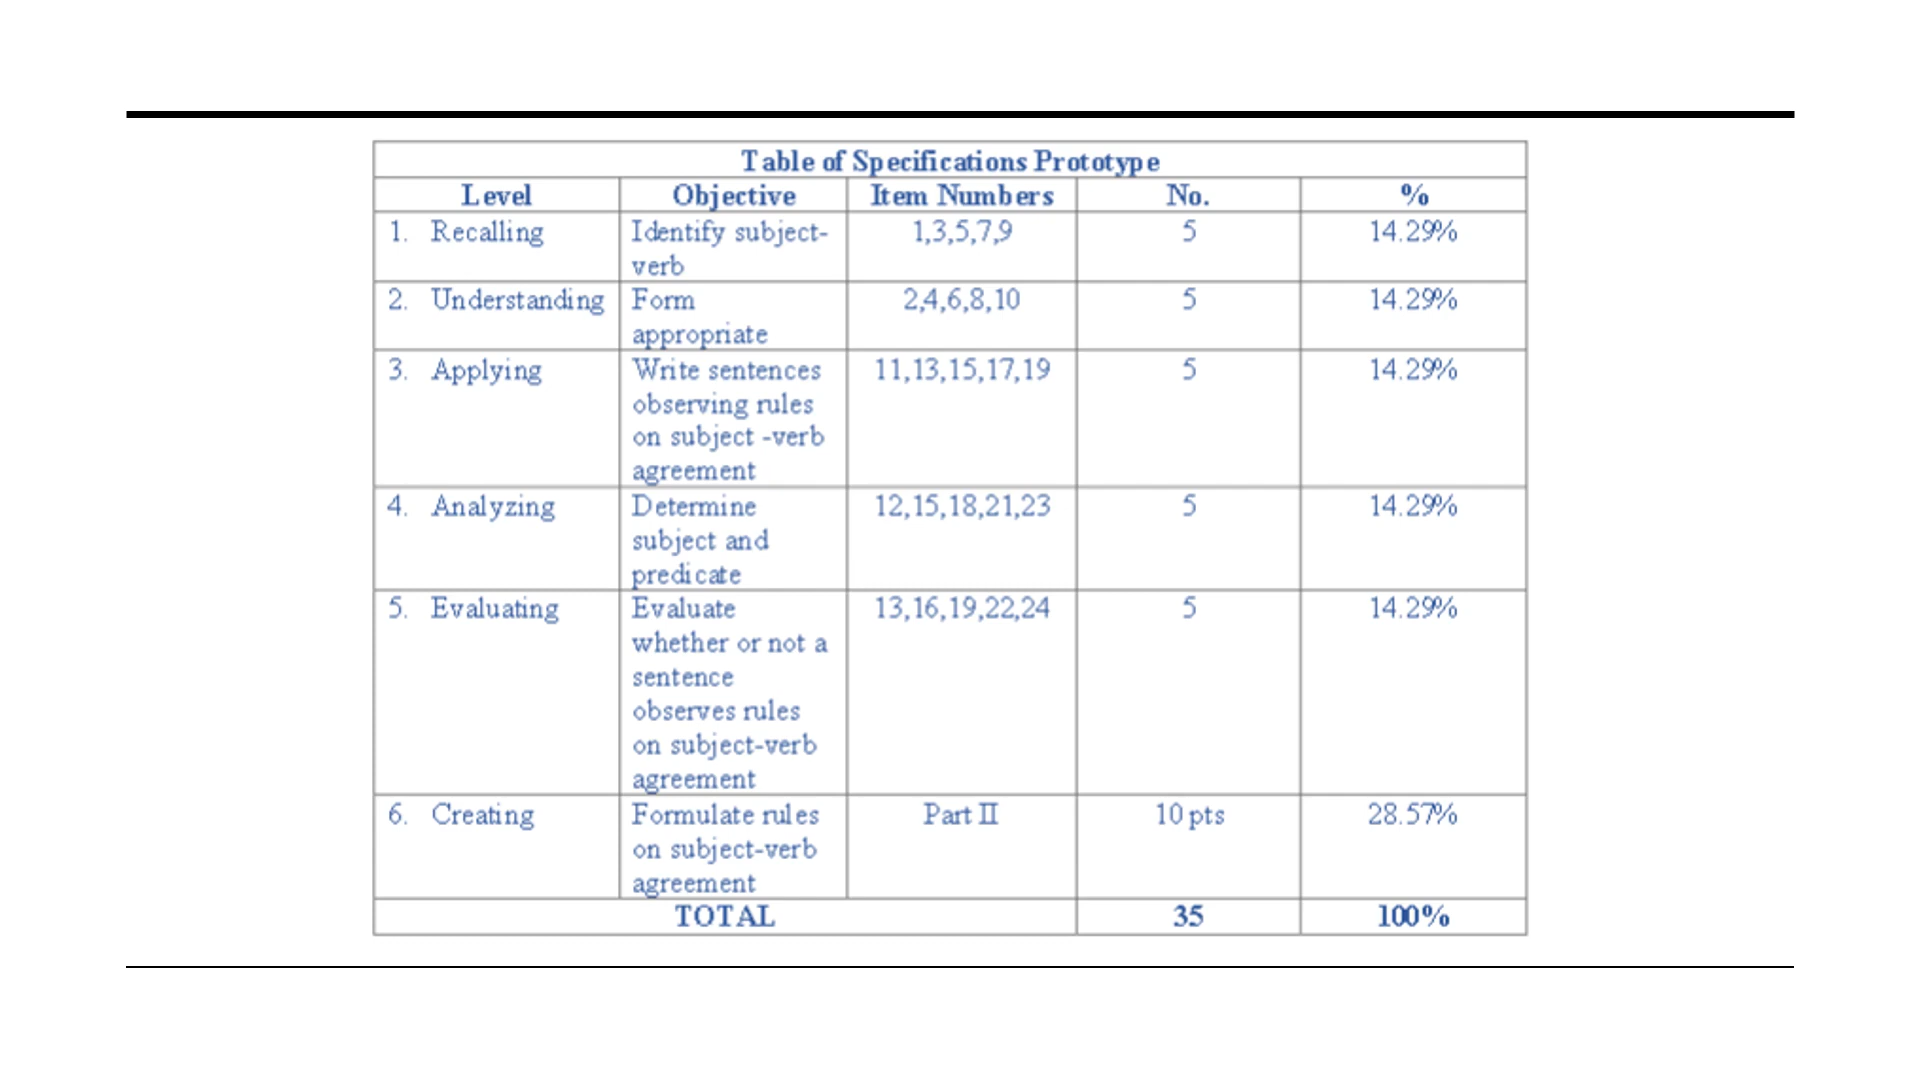 Table of Specifications Prototype
Level Objective Item Numbers No. %
1. Recalling Identify subject- 1,3,5,7,9 5 14.29%
verb
2. Understanding Form 2,4,6,8,10 5 14.29%
appropriate
3. Applying Write sentences 11,13,15,17,19 5 14.29%
observing rules
on subject -verb
agreement
4. Analyzing Determine 12,15,18,21,23 5 14.29%
subject and
predicate
5. Evaluating Evaluate 13,16,19,22,24 5 14.29%
whether or not a
sentence
observes rules
on subject-verb
agreement
6. Creating Formulate rules Part II 10 pts 28.57%
on subject-verb
agreement
TOTAL 35 100%